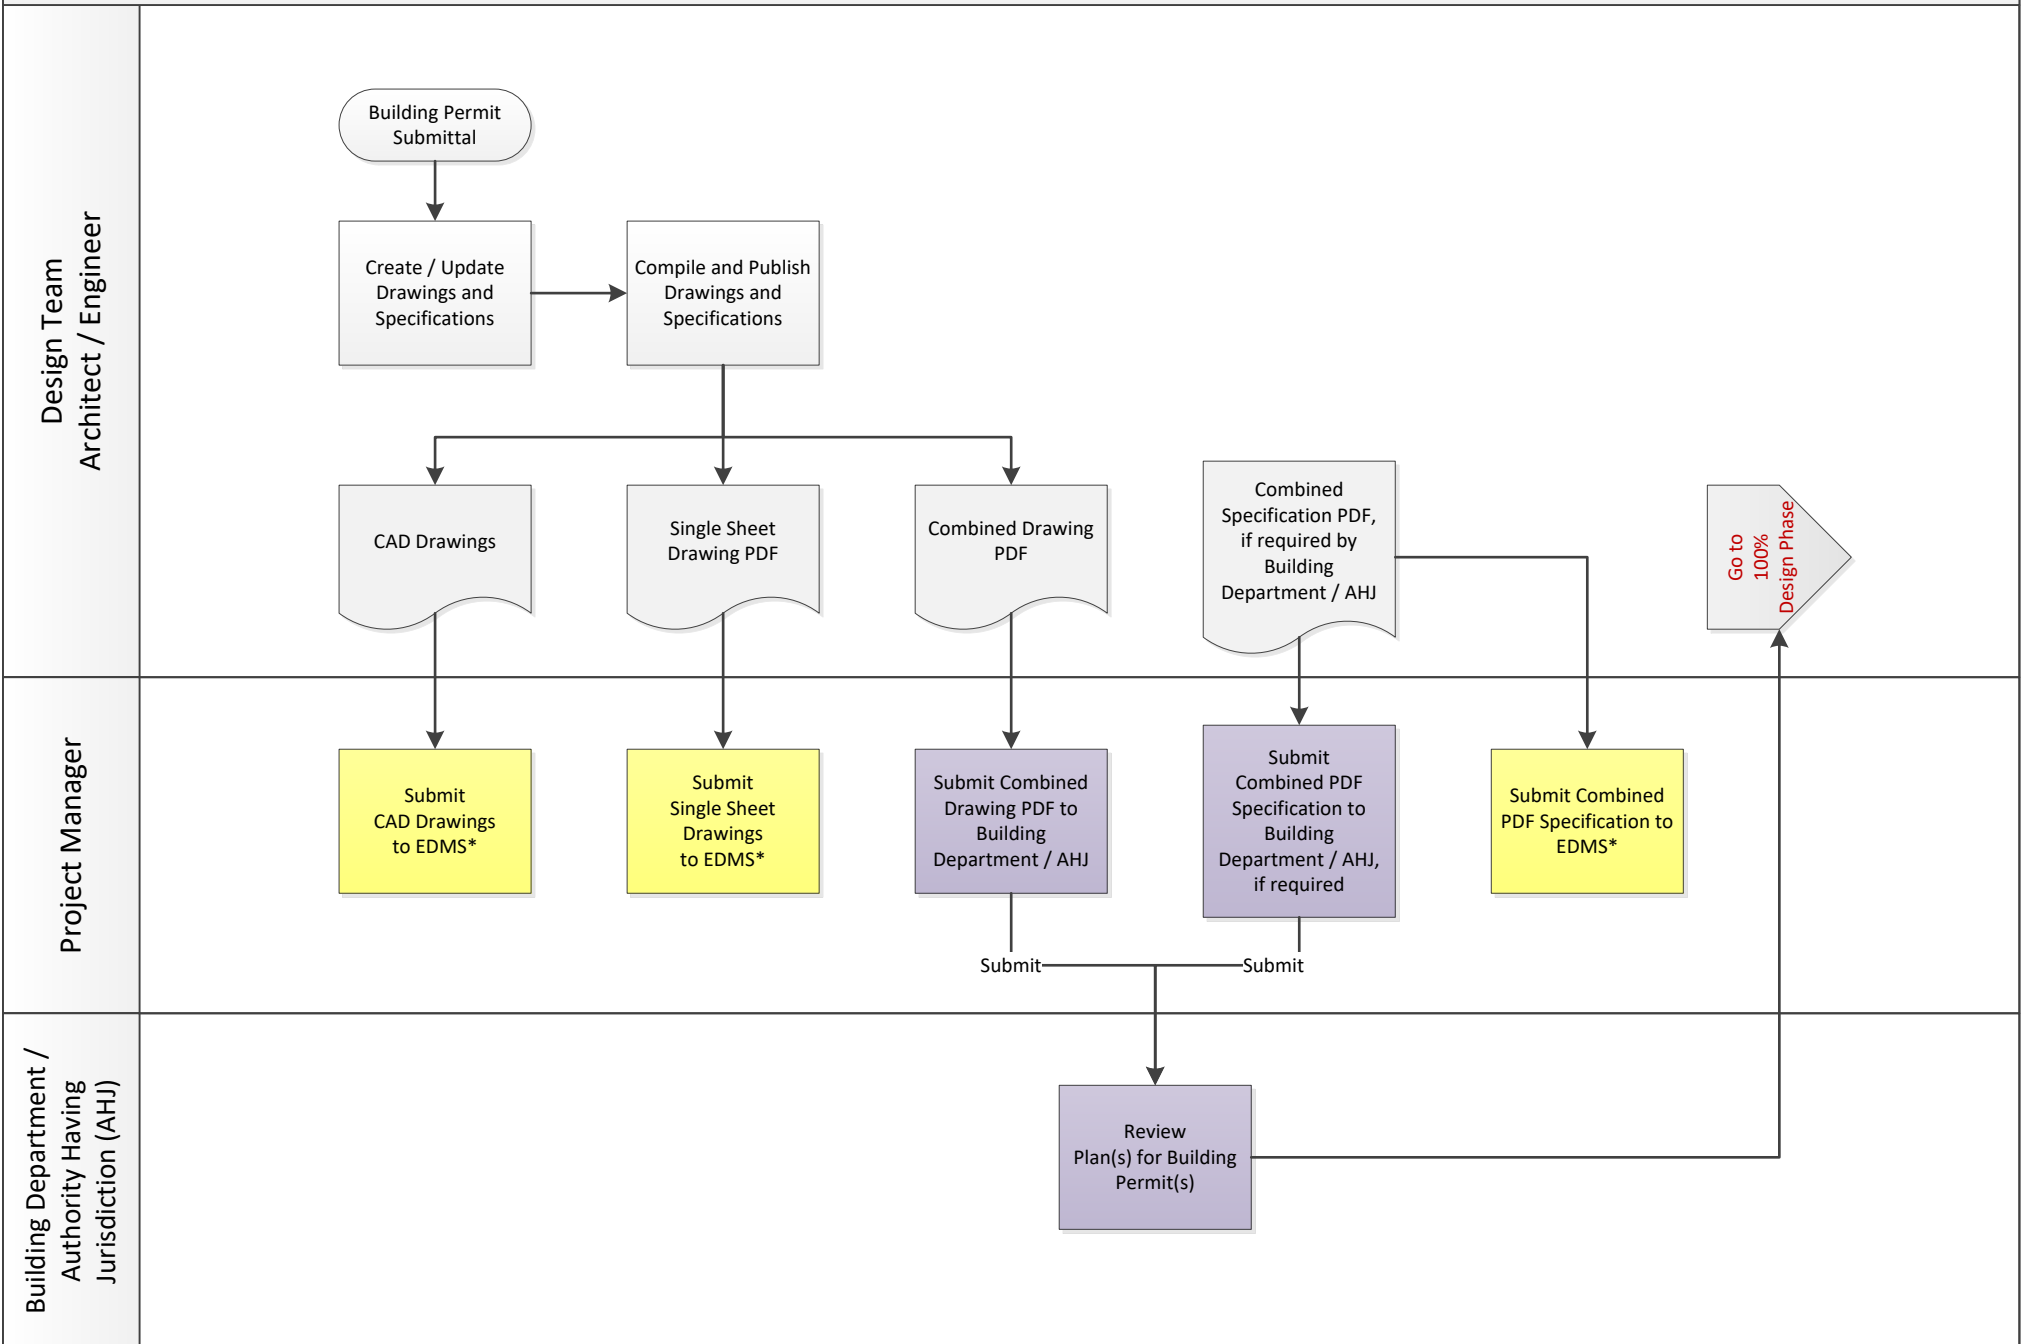 Design Team
Architect / Engineer
Building Permit
Submittal
Create / Update
Drawings and
Specifications
Compile and Publish
Drawings and
Specifications
CAD Drawings
Single Sheet
Drawing PDF
Combined Drawing
PDF
Combined
Specification PDF,
if required by
Building
Department / AHJ
Go to
100%
Design Phase
Project Manager
Submit
CAD Drawings
to EDMS*
Submit
Single Sheet
Drawings
to EDMS*
Submit Combined
Drawing PDF to
Building
Department / AHJ
Submit
Combined PDF
Specification to
Building
Department / AHJ,
if required
Submit Combined
PDF Specification to
EDMS*
Submit
Submit
Building Department /
Authority Having
Jurisdiction (AHJ)
Review
Plan(s) for Building
Permit(s)